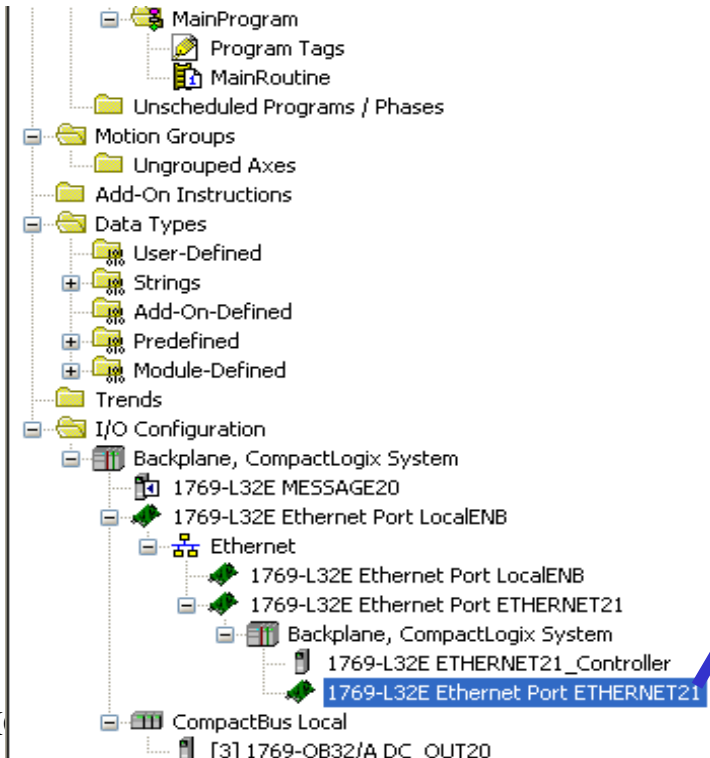 MainProgram
Program Tags
MainRoutine
Unscheduled Programs / Phases
Motion Groups
Ungrouped Axes
Add-On Instructions
Data Types
User-Defined
Strings
Add-On-Defined
Predefined
Module-Defined
Trends
I/O Configuration
Backplane, CompactLogix System
1769-L32E MESSAGE20
1769-L32E Ethernet Port LocalENB
Ethernet
1769-L32E Ethernet Port LocalENB
1769-L32E Ethernet Port ETHERNET21
Backplane, CompactLogix System
1769-L32E ETHERNET21_Controller
1769-L32E Ethernet Port ETHERNET21
CompactBus Local
[3] 1769-OB32/A DC_OUT20